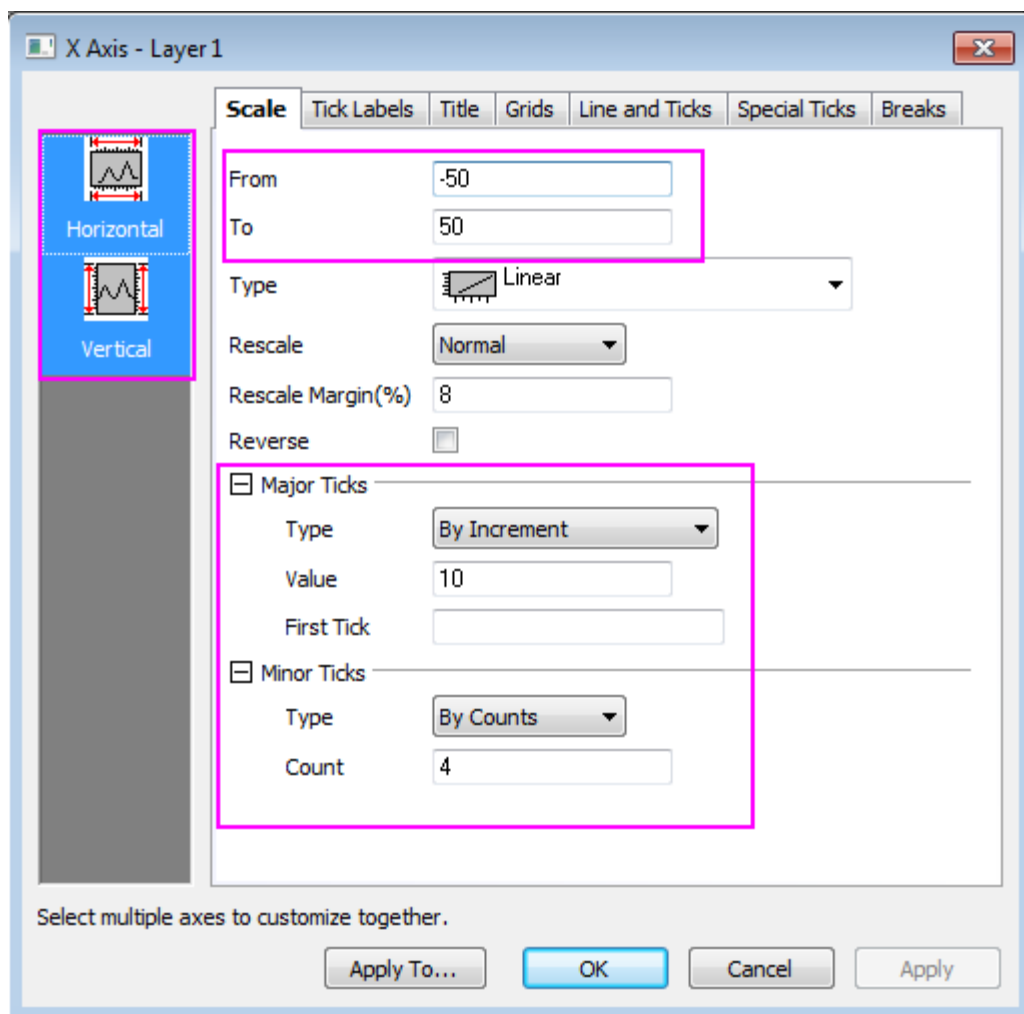 X Axis - Layer 1
Scale Tick Labels Title Grids Line and Ticks Special Ticks Breaks
Horizontal
Vertical
From -50
To 50
Type Linear
Rescale Normal
Rescale Margin(%) 8
Reverse
Major Ticks
Type By Increment
Value 10
First Tick
Minor Ticks
Type By Counts
Count 4
Select multiple axes to customize together.
Apply To... OK Cancel Apply